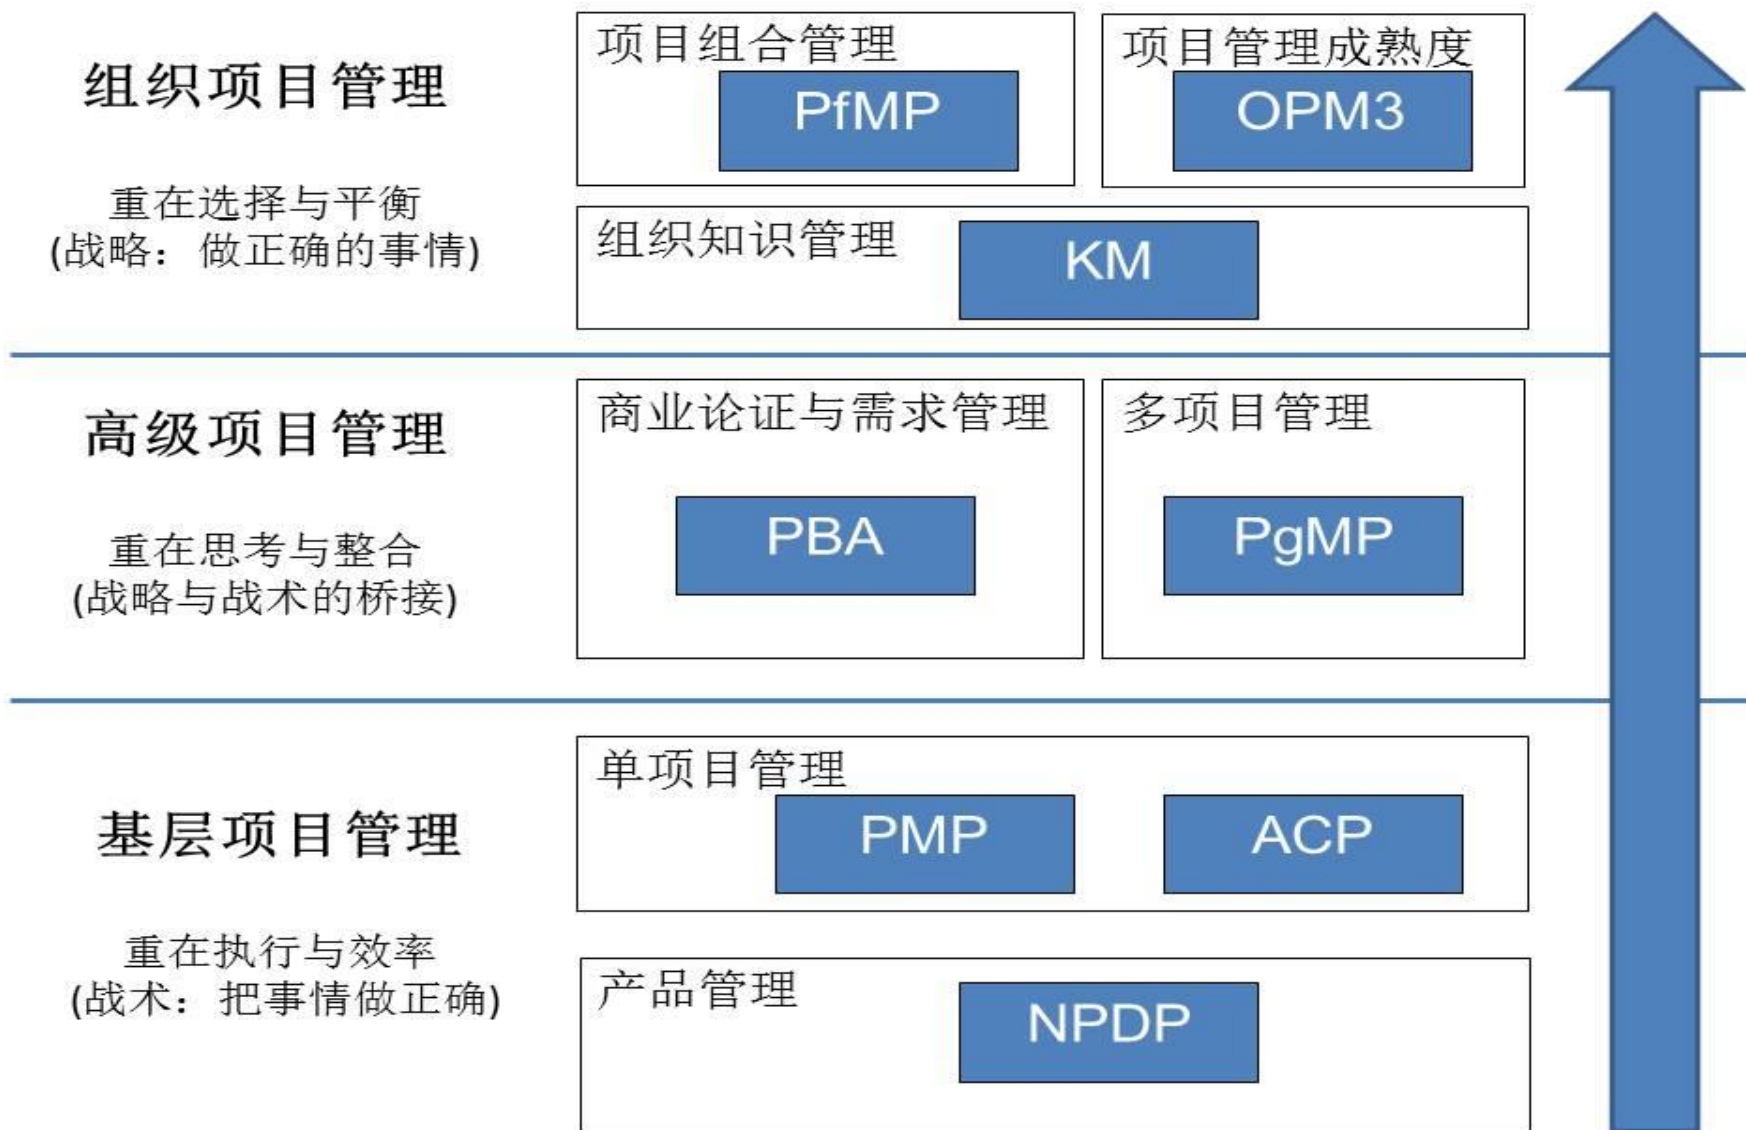 组织项目管理
重在选择与平衡
(战略：做正确的事情)
项目组合管理
PfMP
项目管理成熟度
OPM3
组织知识管理
KM
高级项目管理
重在思考与整合
(战略与战术的桥接)
商业论证与需求管理
PBA
多项目管理
PgMP
基层项目管理
重在执行与效率
(战术：把事情做正确)
单项目管理
PMP
ACP
产品管理
NPDP